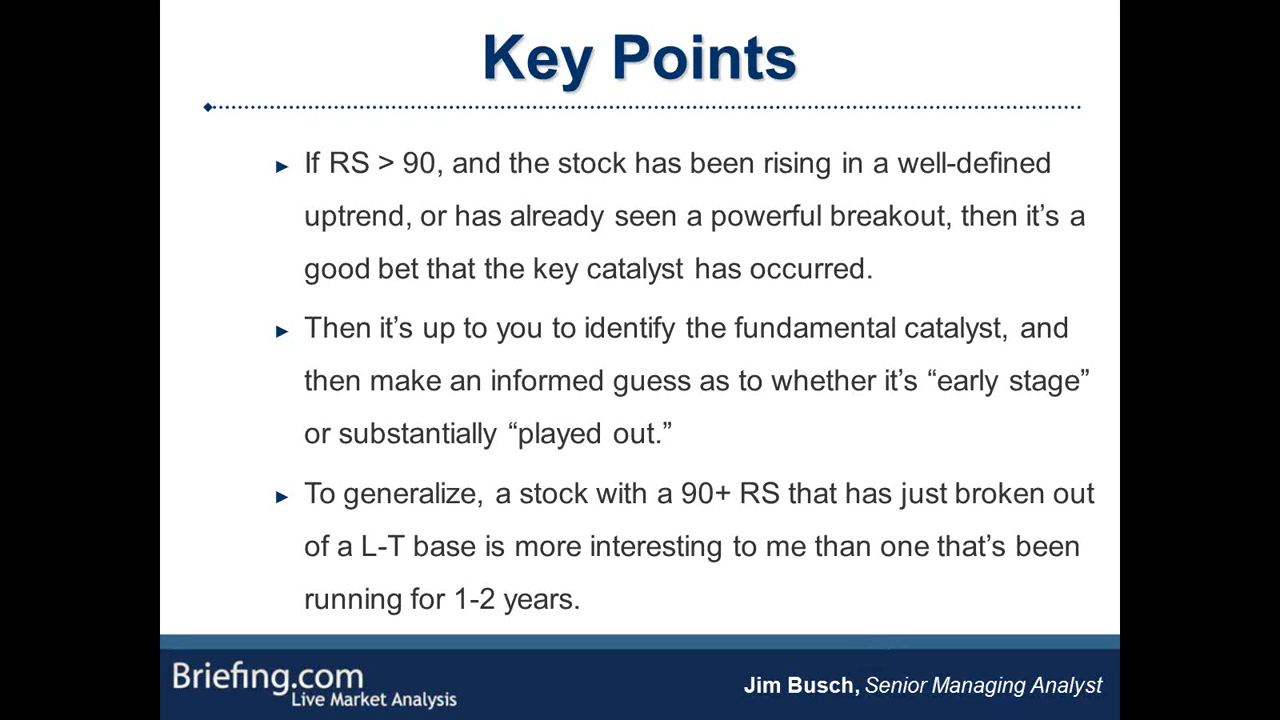 Key Points
► If RS > 90, and the stock has been rising in a well-defined
uptrend, or has already seen a powerful breakout, then it’s a
good bet that the key catalyst has occurred.
► Then it’s up to you to identify the fundamental catalyst, and
then make an informed guess as to whether it’s “early stage”
or substantially “played out.”
► To generalize, a stock with a 90+ RS that has just broken out
of a L-T base is more interesting to me than one that’s been
running for 1-2 years.
Briefing.com
Live Market Analysis
Jim Busch, Senior Managing Analyst